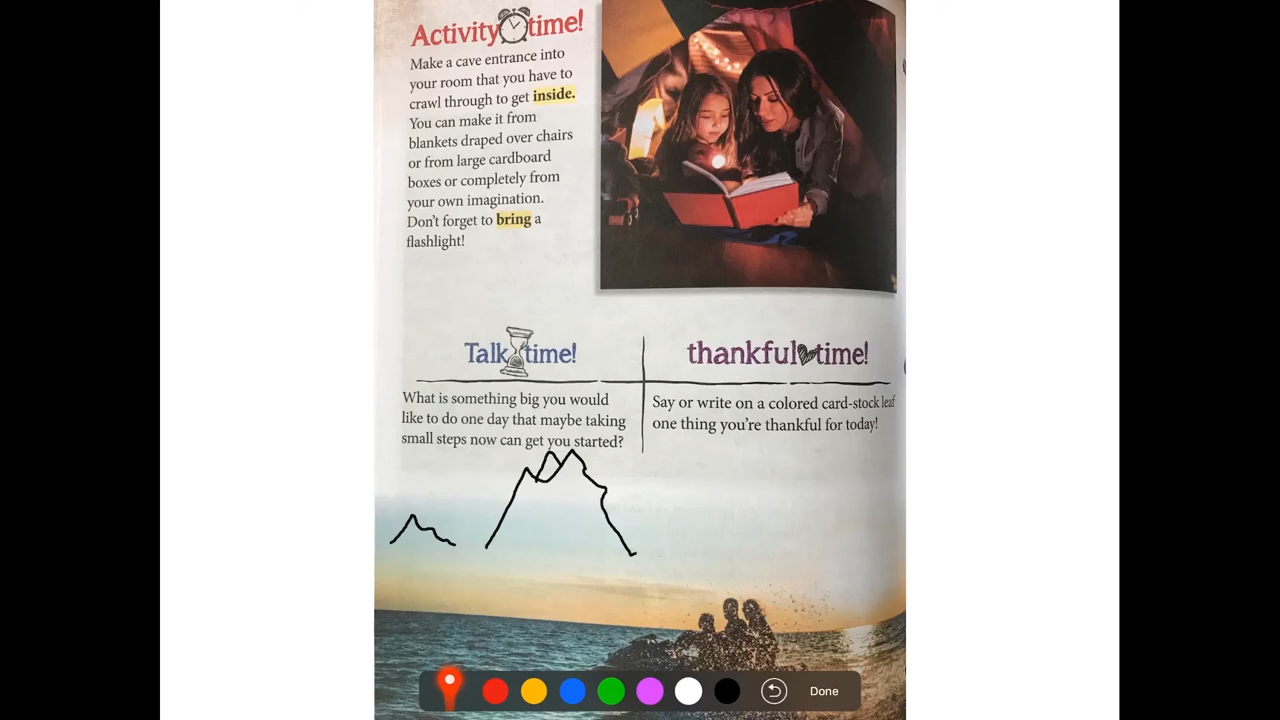 Activity time!
Make a cave entrance into
your room that you have to
crawl through to get inside.
You can make it from
blankets draped over chairs
or from large cardboard
boxes or completely from
your own imagination.
Don't forget to bring a
flashlight!
Talk time!
What is something big you would
like to do one day that maybe taking
small steps now can get you started?
thankful time!
Say or write on a colored card-stock leaf
one thing you're thankful for today!
Done